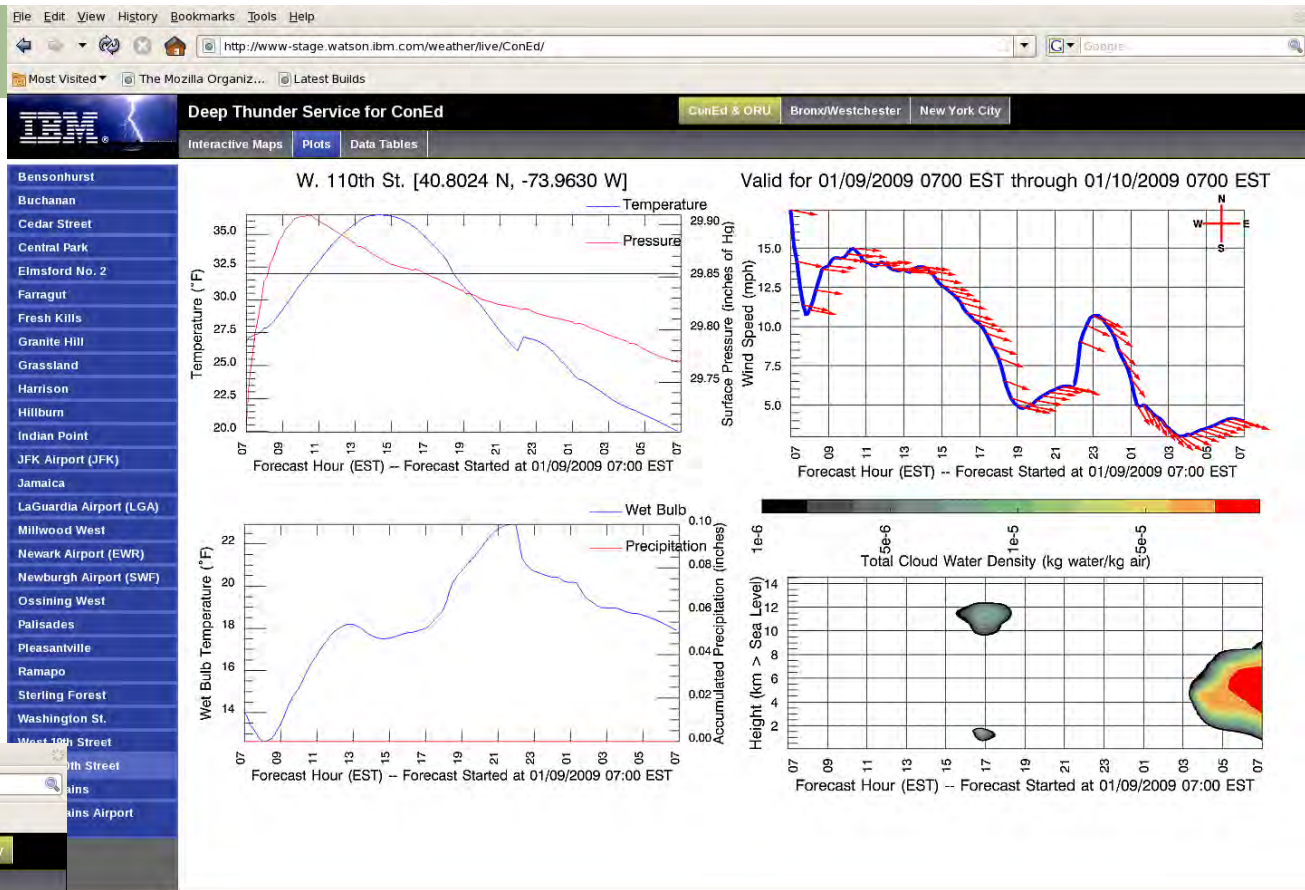 File Edit View History Bookmarks Tools Help
http://www-stage.watson.ibm.com/weather/live/ConEd/
G Google
Most Visited The Mozilla Organiz... Latest Builds
IBM®
Deep Thunder Service for ConEd
ConEd & ORU Bronx/Westchester New York City
Interactive Maps Plots Data Tables
Bensonhurst
Buchanan
Cedar Street
Central Park
Elmsford No. 2
Farragut
Fresh Kills
Granite Hill
Grassland
Harrison
Hillburn
Indian Point
JFK Airport (JFK)
Jamaica
LaGuardia Airport (LGA)
Millwood West
Newark Airport (EWR)
Newburgh Airport (SWF)
Ossining West
Palisades
Pleasantville
Ramapo
Sterling Forest
Washington St.
West 19th Street
0th Street
ains
ains Airport
W. 110th St. [40.8024 N, -73.9630 W]
Temperature
Pressure
Temperature (°F)
35.0
32.5
30.0
27.5
25.0
22.5
20.0
Surface Pressure (inches of Hg)
29.90
29.85
29.80
29.75
07 09 11 13 15 17 19 21 23 01 03 05 07
Forecast Hour (EST) -- Forecast Started at 01/09/2009 07:00 EST
Valid for 01/09/2009 0700 EST through 01/10/2009 0700 EST
N
W E
S
Wind Speed (mph)
15.0
12.5
10.0
7.5
5.0
07 09 11 13 15 17 19 21 23 01 03 05 07
Forecast Hour (EST) -- Forecast Started at 01/09/2009 07:00 EST
Wet Bulb
Precipitation
Wet Bulb Temperature (°F)
22
20
18
16
14
Accumulated Precipitation (inches)
0.10
0.08
0.06
0.04
0.02
0.00
07 09 11 13 15 17 19 21 23 01 03 05 07
Forecast Hour (EST) -- Forecast Started at 01/09/2009 07:00 EST
1e-6 5e-6 1e-5 5e-5
Total Cloud Water Density (kg water/kg air)
Height (km > Sea Level)
14
12
10
8
6
4
2
07 09 11 13 15 17 19 21 23 01 03 05 07
Forecast Hour (EST) -- Forecast Started at 01/09/2009 07:00 EST